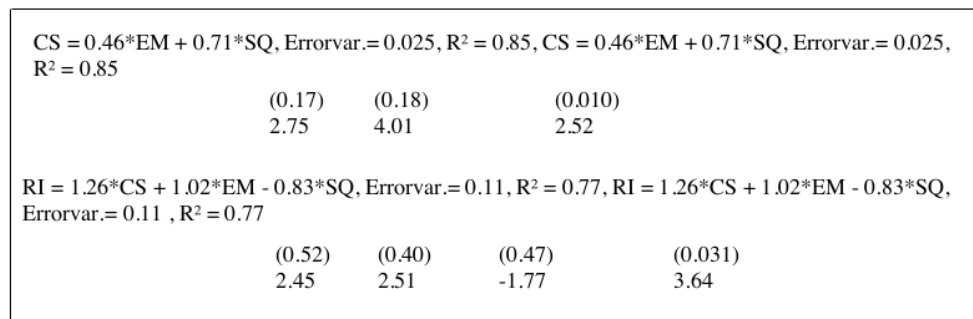 CS = 0.46*EM + 0.71*SQ, Errorvar.= 0.025, R² = 0.85, CS = 0.46*EM + 0.71*SQ, Errorvar.= 0.025,
R² = 0.85
(0.17) (0.18) (0.010)
2.75 4.01 2.52
RI = 1.26*CS + 1.02*EM - 0.83*SQ, Errorvar.= 0.11, R² = 0.77, RI = 1.26*CS + 1.02*EM - 0.83*SQ,
Errorvar.= 0.11 , R² = 0.77
(0.52) (0.40) (0.47) (0.031)
2.45 2.51 -1.77 3.64